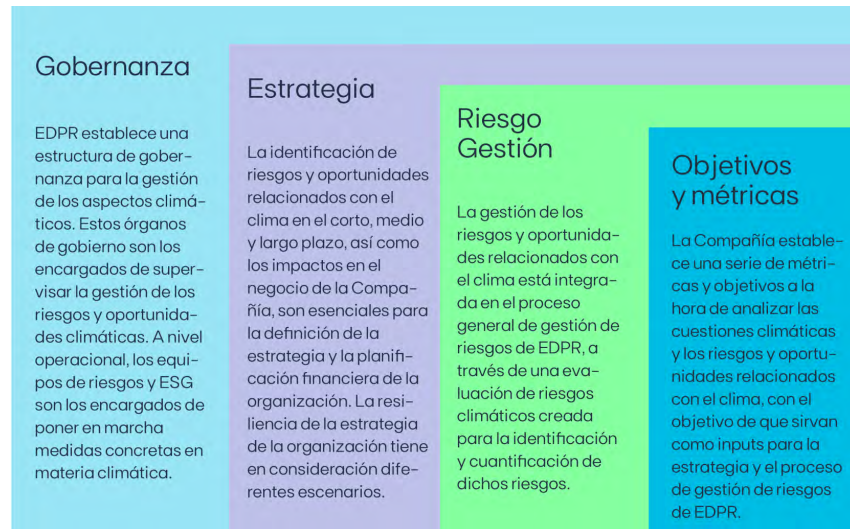 Gobernanza
EDPR establece una
estructura de gober-
nanza para la gestión
de los aspectos climá-
ticos. Estos órganos
de gobierno son los
encargados de super-
visar la gestión de los
riesgos y oportunida-
des climáticas. A nivel
operacional, los equi-
pos de riesgos y ESG
son los encargados de
poner en marcha
medidas concretas en
materia climática.
Estrategia
La identificación de
riesgos y oportunidades
relacionados con el
clima en el corto, medio
y largo plazo, así como
los impactos en el
negocio de la Compa-
ñía, son esenciales para
la definición de la
estrategia y la planifi-
cación financiera de la
organización. La resi-
liencia de la estrategia
de la organización tiene
en consideración dife-
rentes escenarios.
Riesgo
Gestión
La gestión de los
riesgos y oportunida-
des relacionados con
el clima está integra-
da en el proceso
general de gestión de
riesgos de EDPR, a
través de una eva-
luación de riesgos
climáticos creada
para la identificación
y cuantificación de
dichos riesgos.
Objetivos
y métricas
La Compañía estable-
ce una serie de métri-
cas y objetivos a la
hora de analizar las
cuestiones climáticas
y los riesgos y oportu-
nidades relacionados
con el clima, con el
objetivo de que sirvan
como inputs para la
estrategia y el proceso
de gestión de riesgos
de EDPR.